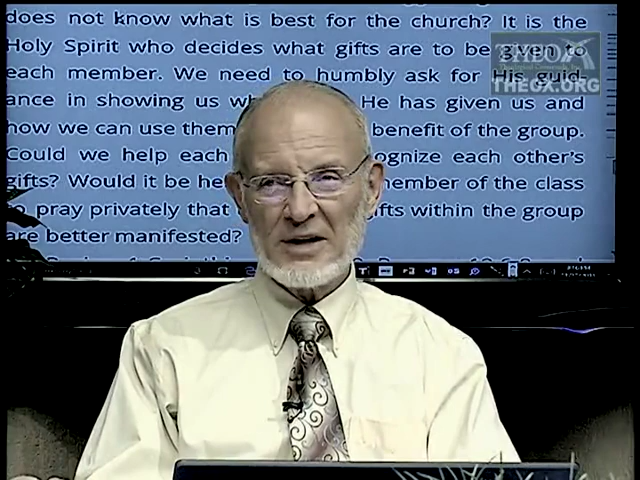 does not know what is best for the church? It is the
Holy Spirit who decides what gifts are to be given to
each member. We need to humbly ask for His guid-
ance in showing us wh He has given us and
how we can use them benefit of the group.
Could we help each ognize each other's
gifts? Would it be he member of the class
pray privately that fts within the group
are better manifested?
THEOX
THEOX.ORG